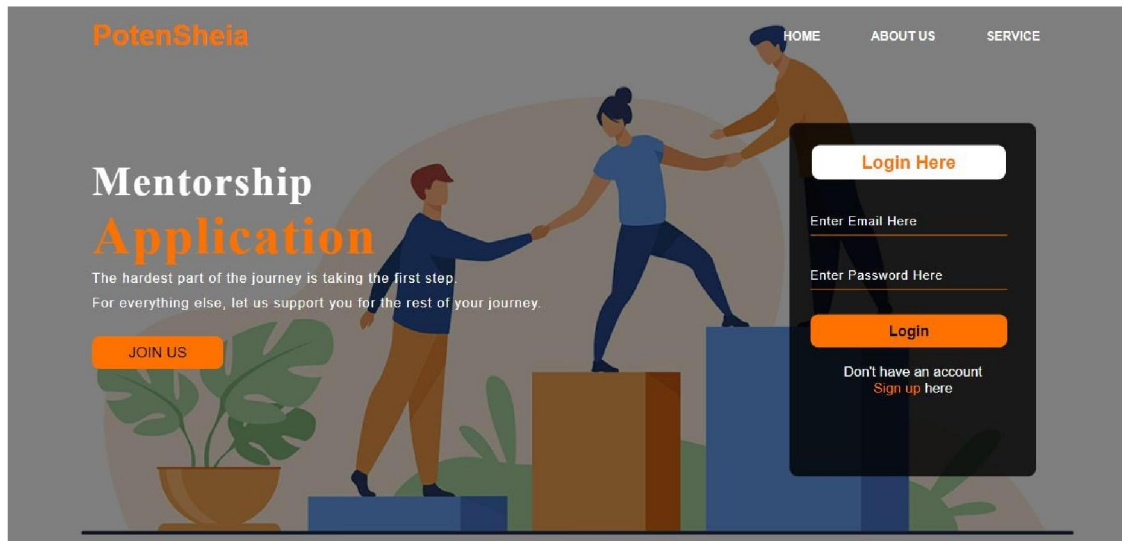 PotenSheia
HOME ABOUT US SERVICE
Mentorship
Application
The hardest part of the journey is taking the first step.
For everything else, let us support you for the rest of your journey.
JOIN US
Login Here
Enter Email Here
Enter Password Here
Login
Don't have an account
Sign up here